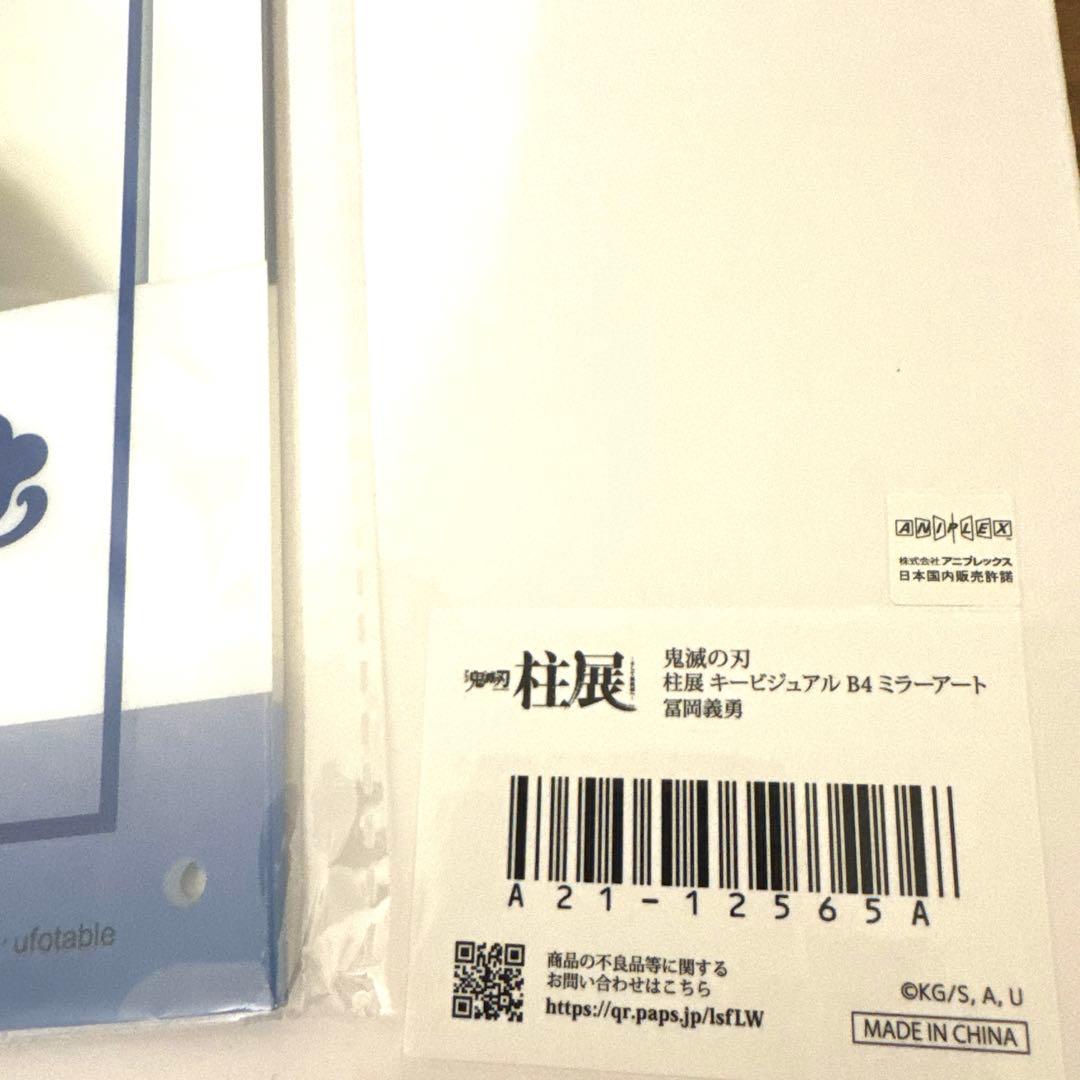 ANIPLEX
株式会社アニプレックス
日本国内販売許諾
鬼滅の刃
柱展
鬼滅の刃
柱展 キービジュアル B4 ミラーアート
冨岡義勇
A21-12565A
商品の不良品等に関する
お問い合わせはこちら
https://qr.paps.jp/lsfLW
©KG/S, A, U
MADE IN CHINA
ufotable